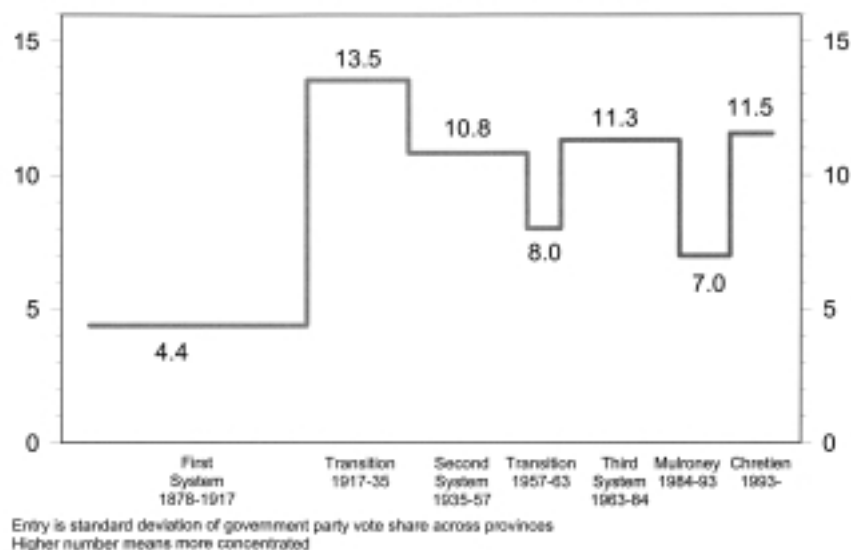 15
15
13.5
11.5
11.3
10.8
10
10
8.0
7.0
5
5
4.4
0
0
First
System
1878-1917
Transition
1917-35
Second
System
1935-57
Transition
1957-63
Third
System
1963-84
Mulroney
1984-93
Chretien
1993-
Entry is standard deviation of government party vote share across provinces
Higher number means more concentrated